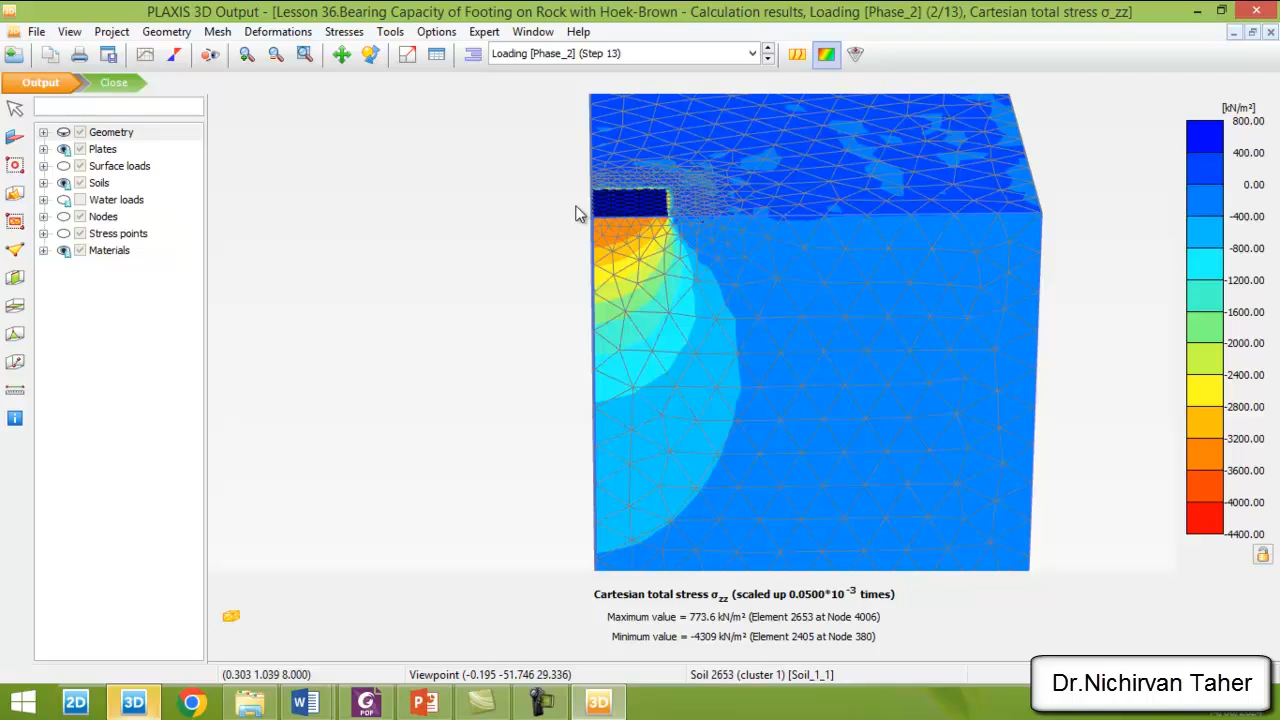 PLAXIS 3D Output - [Lesson 36.Bearing Capacity of Footing on Rock with Hoek-Brown - Calculation results, Loading [Phase_2] (2/13), Cartesian total stress σ_zz]
File View Project Geometry Mesh Deformations Stresses Tools Options Expert Window Help
Loading [Phase_2] (Step 13)
Output Close
Geometry
Plates
Surface loads
Soils
Water loads
Nodes
Stress points
Materials
[kN/m²]
800.00
400.00
0.00
-400.00
-800.00
-1200.00
-1600.00
-2000.00
-2400.00
-2800.00
-3200.00
-3600.00
-4000.00
-4400.00
Cartesian total stress σzz (scaled up 0.0500*10-3 times)
Maximum value = 773.6 kN/m² (Element 2653 at Node 4006)
Minimum value = -4309 kN/m² (Element 2405 at Node 380)
(0.303 1.039 8.000) Viewpoint (-0.195 -51.746 29.336) Soil 2653 (cluster 1) [Soil_1_1]
2D 3D PDF 3D
Dr.Nichirvan Taher